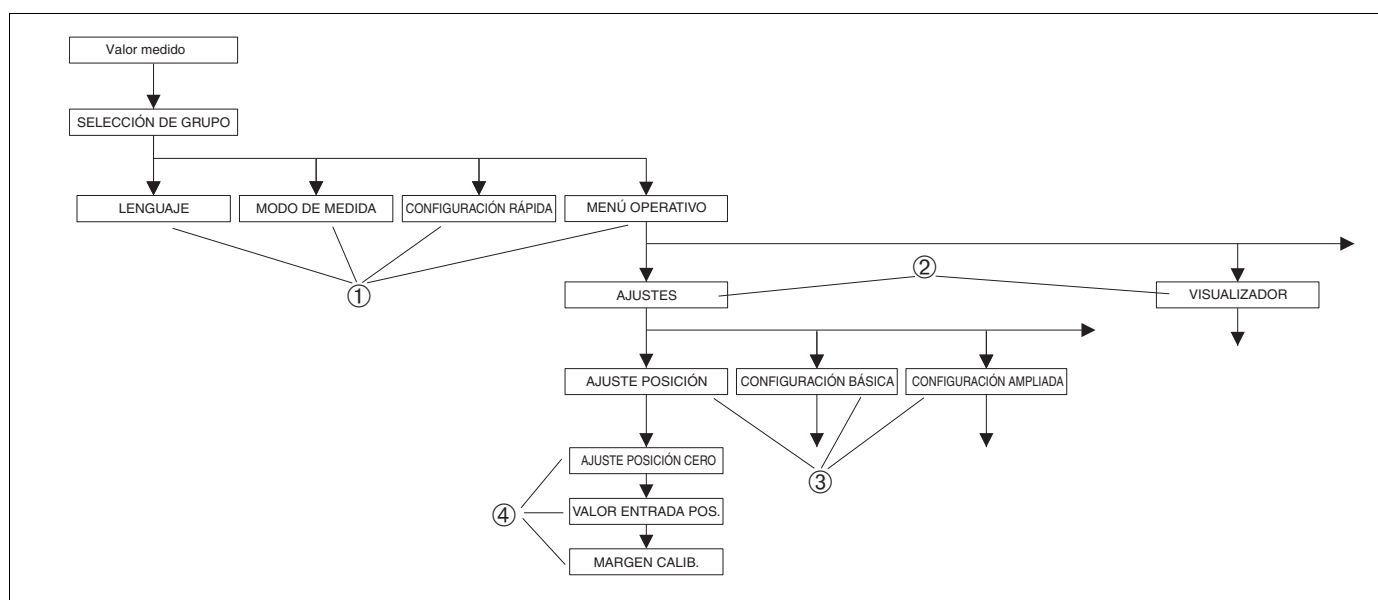 Valor medido
SELECCIÓN DE GRUPO
LENGUAJE
MODO DE MEDIDA
CONFIGURACIÓN RÁPIDA
MENÚ OPERATIVO
①
②
AJUSTES
VISUALIZADOR
AJUSTE POSICIÓN
CONFIGURACIÓN BÁSICA
CONFIGURACIÓN AMPLIADA
③
AJUSTE POSICIÓN CERO
④
VALOR ENTRADA POS.
MARGEN CALIB.